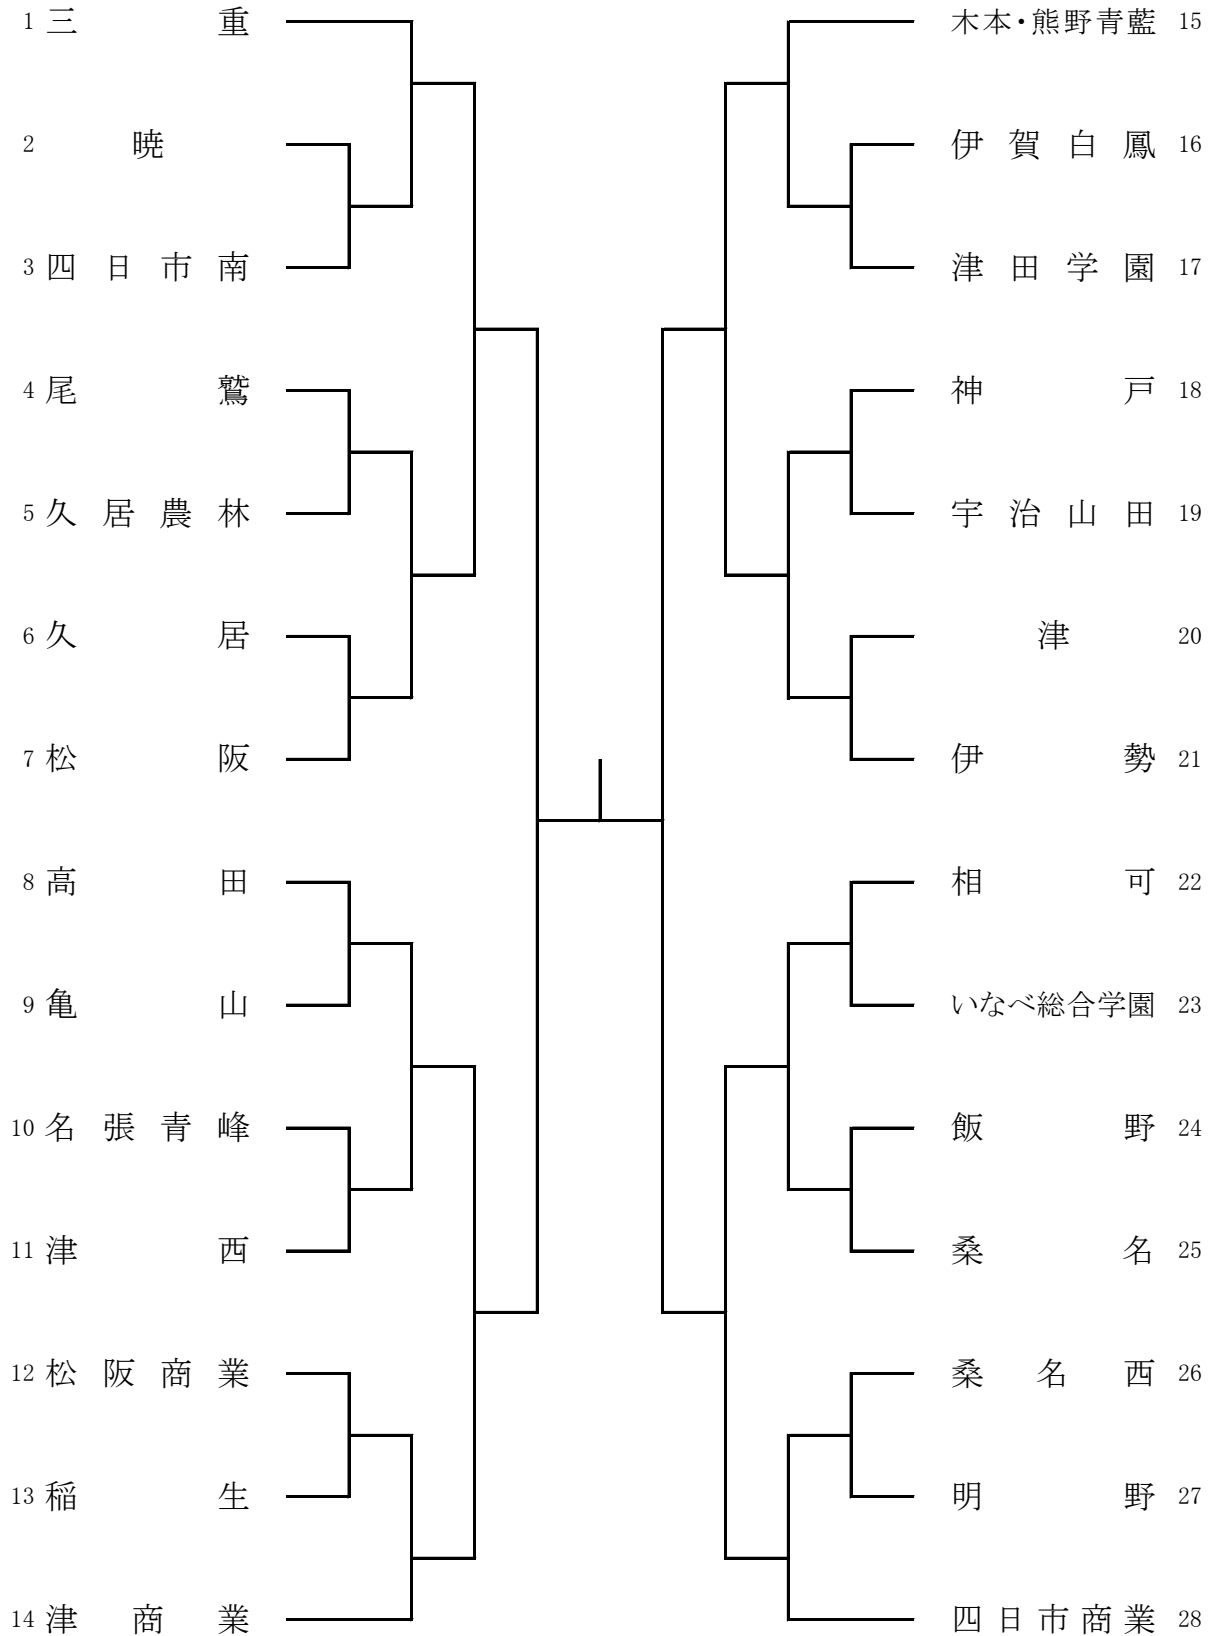 1 三重
2 暁
3 四日市南
4 尾鷲
5 久居農林
6 久居
7 松阪
8 高田
9 亀山
10 名張青峰
11 津西
12 松阪商業
13 稲生
14 津商業
木本・熊野青藍 15
伊賀白鳳 16
津田学園 17
神戸 18
宇治山田 19
津 20
伊勢 21
相可 22
いなべ総合学園 23
飯野 24
桑名 25
桑名西 26
明野 27
四日市商業 28